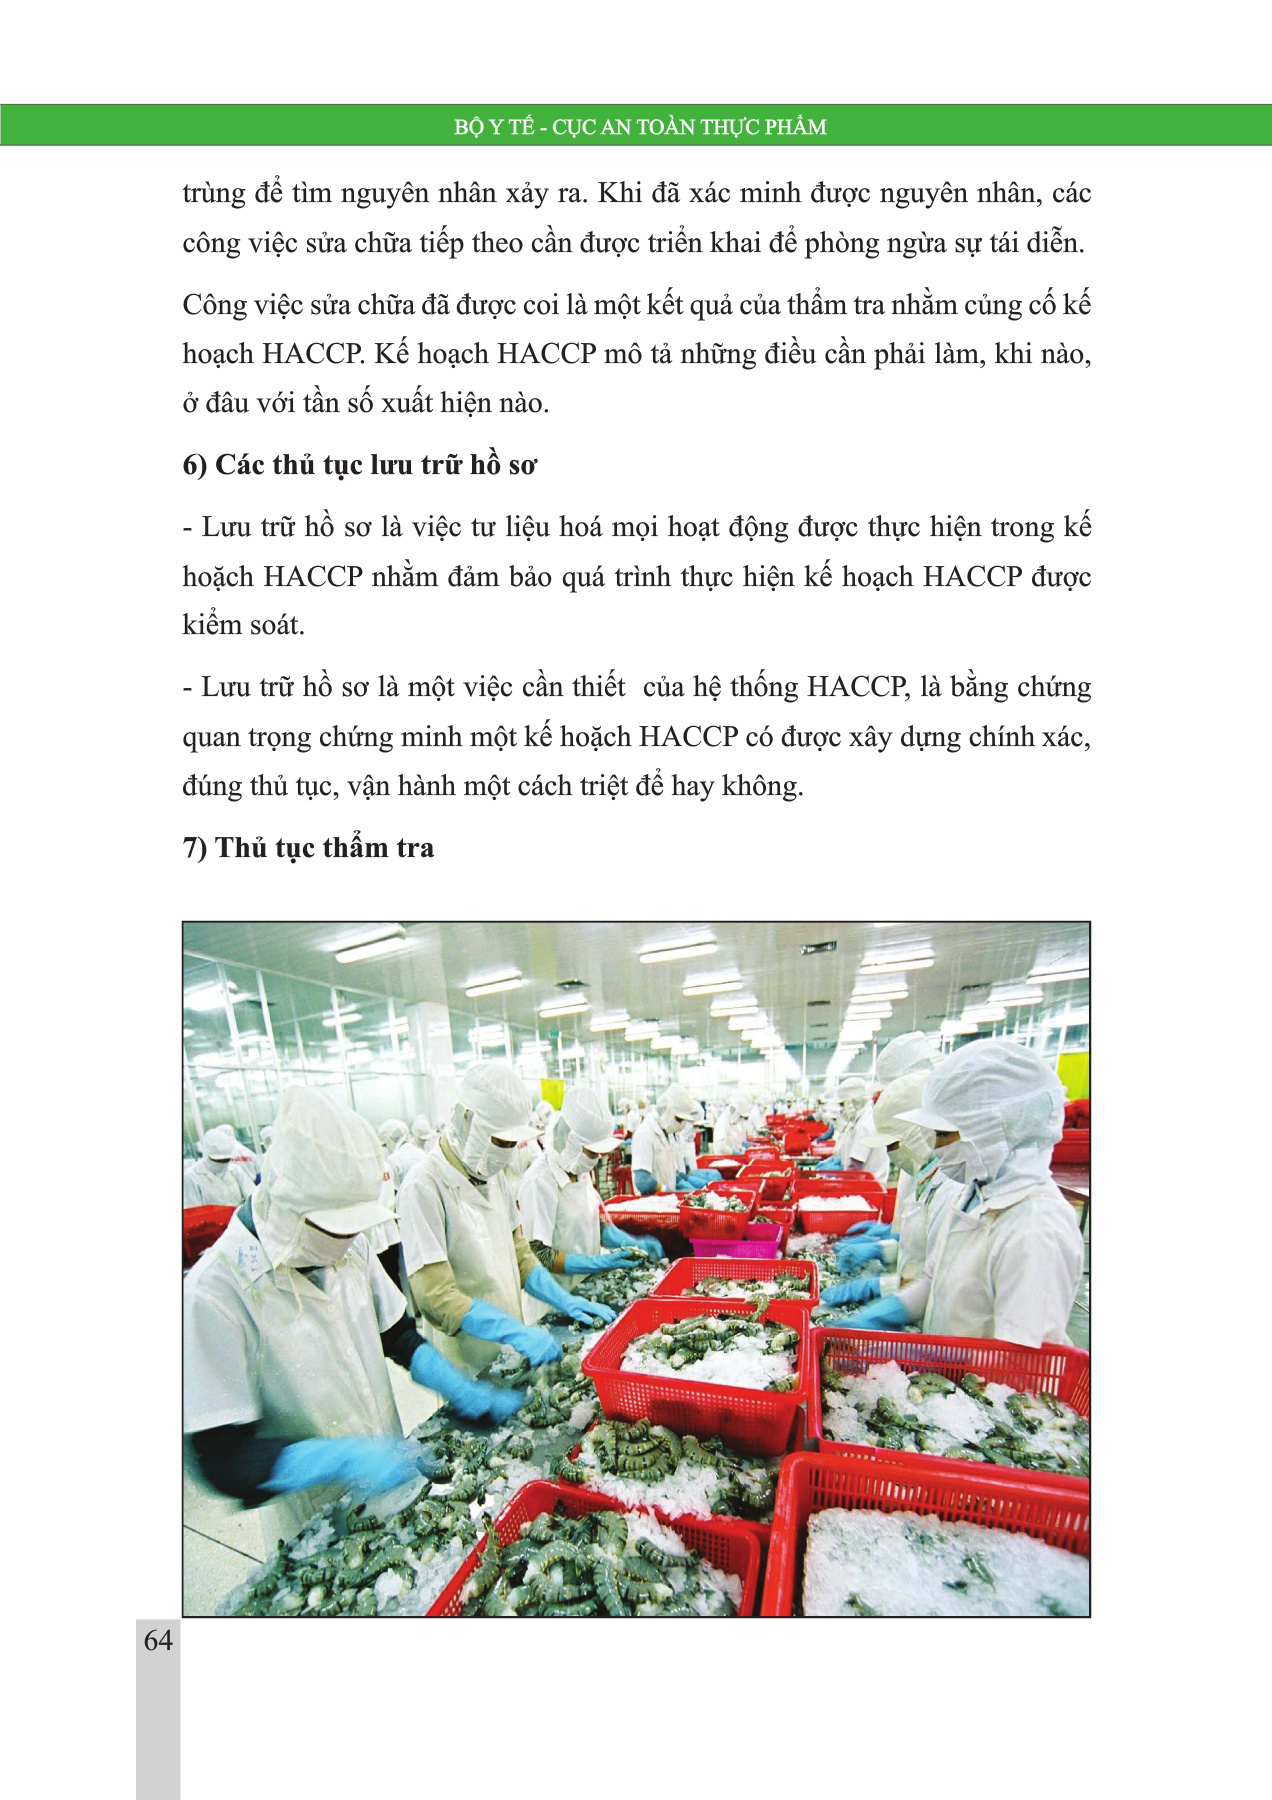 BỘ Y TẾ - CỤC AN TOÀN THỰC PHẨM
trùng để tìm nguyên nhân xảy ra. Khi đã xác minh được nguyên nhân, các
công việc sửa chữa tiếp theo cần được triển khai để phòng ngừa sự tái diễn.
Công việc sửa chữa đã được coi là một kết quả của thẩm tra nhằm củng cố kế
hoạch HACCP. Kế hoạch HACCP mô tả những điều cần phải làm, khi nào,
ở đâu với tần số xuất hiện nào.
6) Các thủ tục lưu trữ hồ sơ
- Lưu trữ hồ sơ là việc tư liệu hoá mọi hoạt động được thực hiện trong kế
hoặch HACCP nhằm đảm bảo quá trình thực hiện kế hoạch HACCP được
kiểm soát.
- Lưu trữ hồ sơ là một việc cần thiết  của hệ thống HACCP, là bằng chứng
quan trọng chứng minh một kế hoặch HACCP có được xây dựng chính xác,
đúng thủ tục, vận hành một cách triệt để hay không.
7) Thủ tục thẩm tra
64